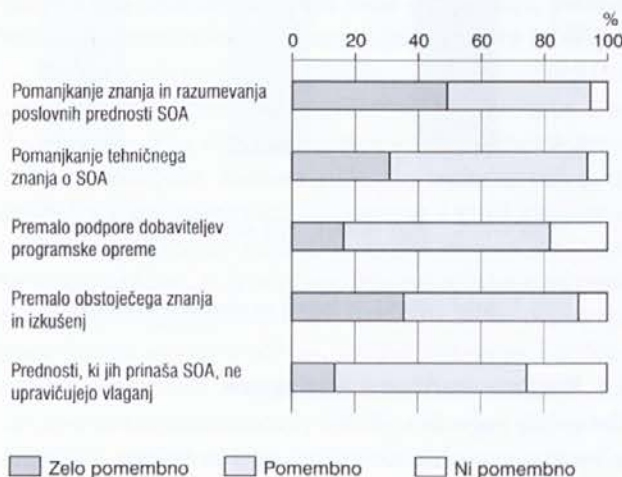 %
0 20 40 60 80 100
Pomanjkanje znanja in razumevanja
poslovnih prednosti SOA
Pomanjkanje tehničnega
znanja o SOA
Premalo podpore dobaviteljev
programske opreme
Premalo obstoječega znanja
in izkušenj
Prednosti, ki jih prinaša SOA, ne
upravičujejo vlaganj
Zelo pomembno Pomembno Ni pomembno